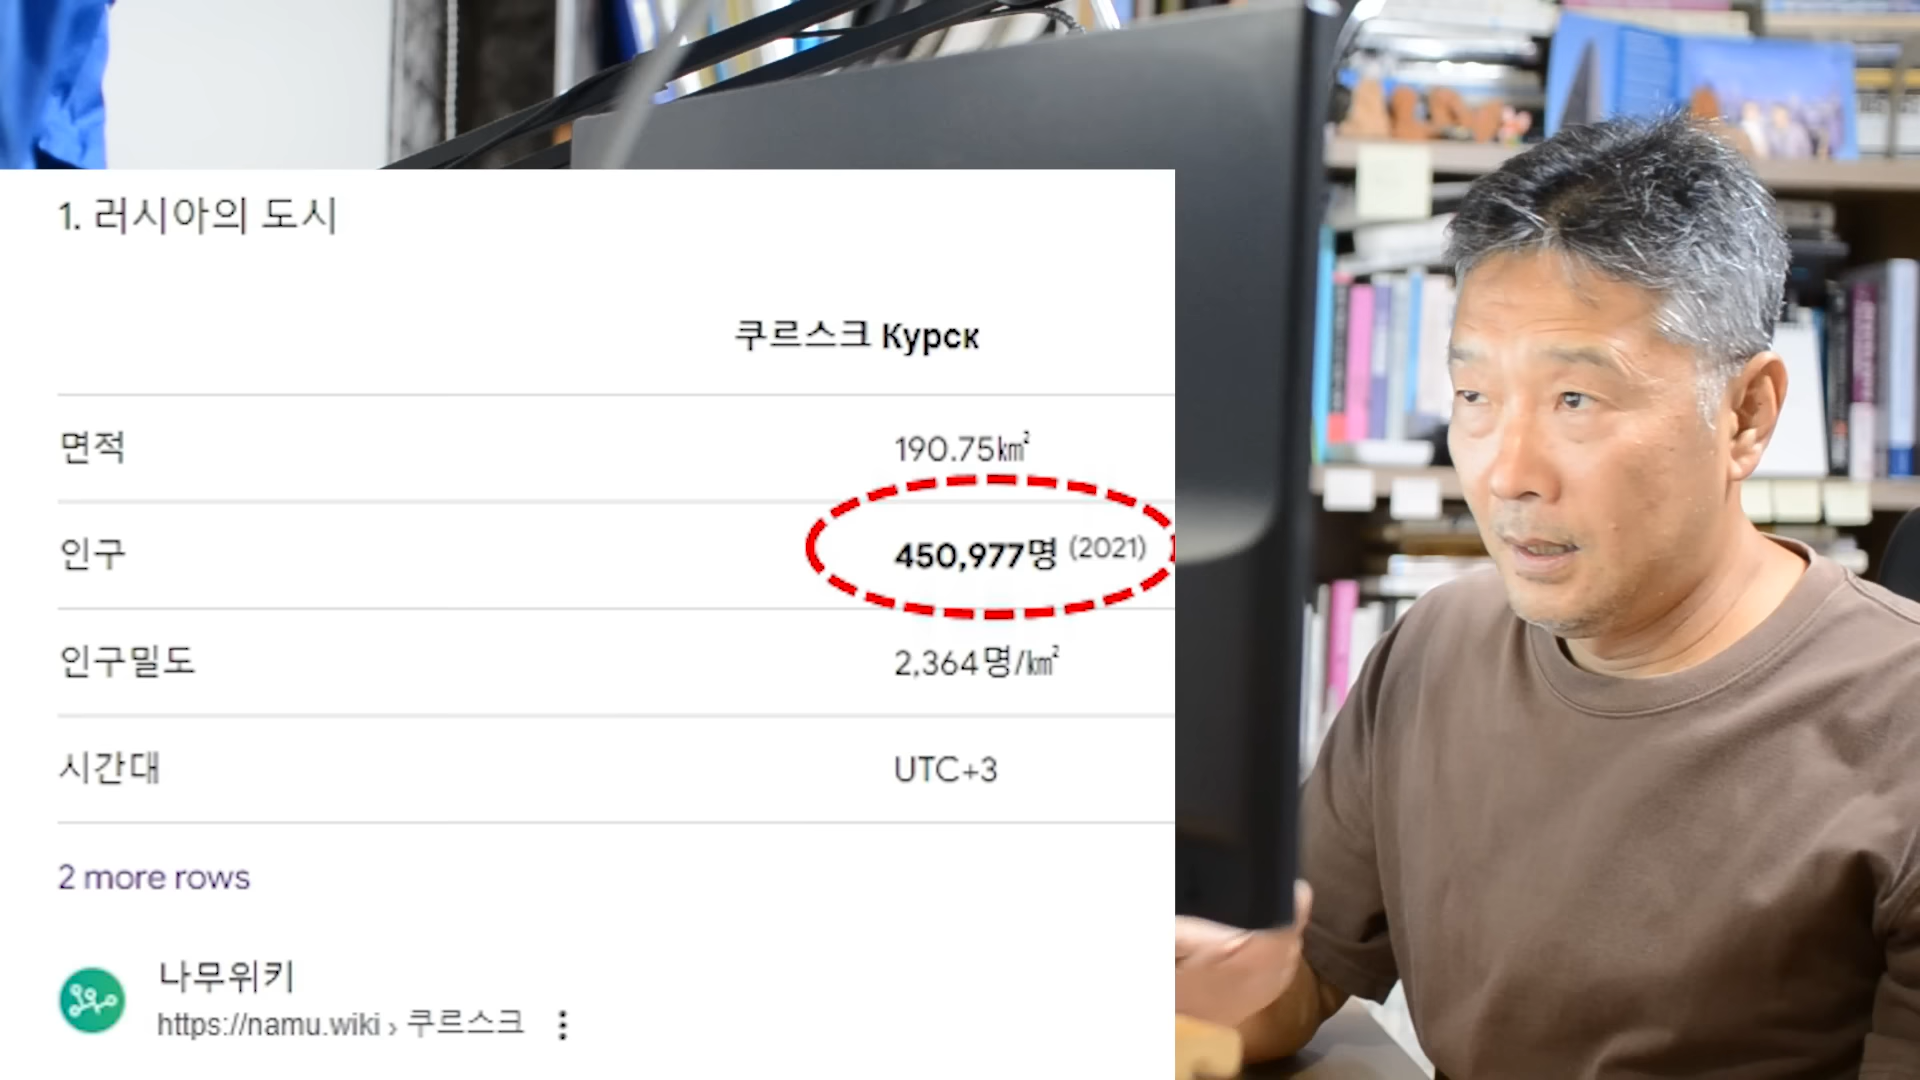 1. 러시아의 도시
쿠르스크 Курск
면적 190.75㎢
인구 450,977명 (2021)
인구밀도 2,364명/㎢
시간대 UTC+3
2 more rows
나무위키
https://namu.wiki › 쿠르스크